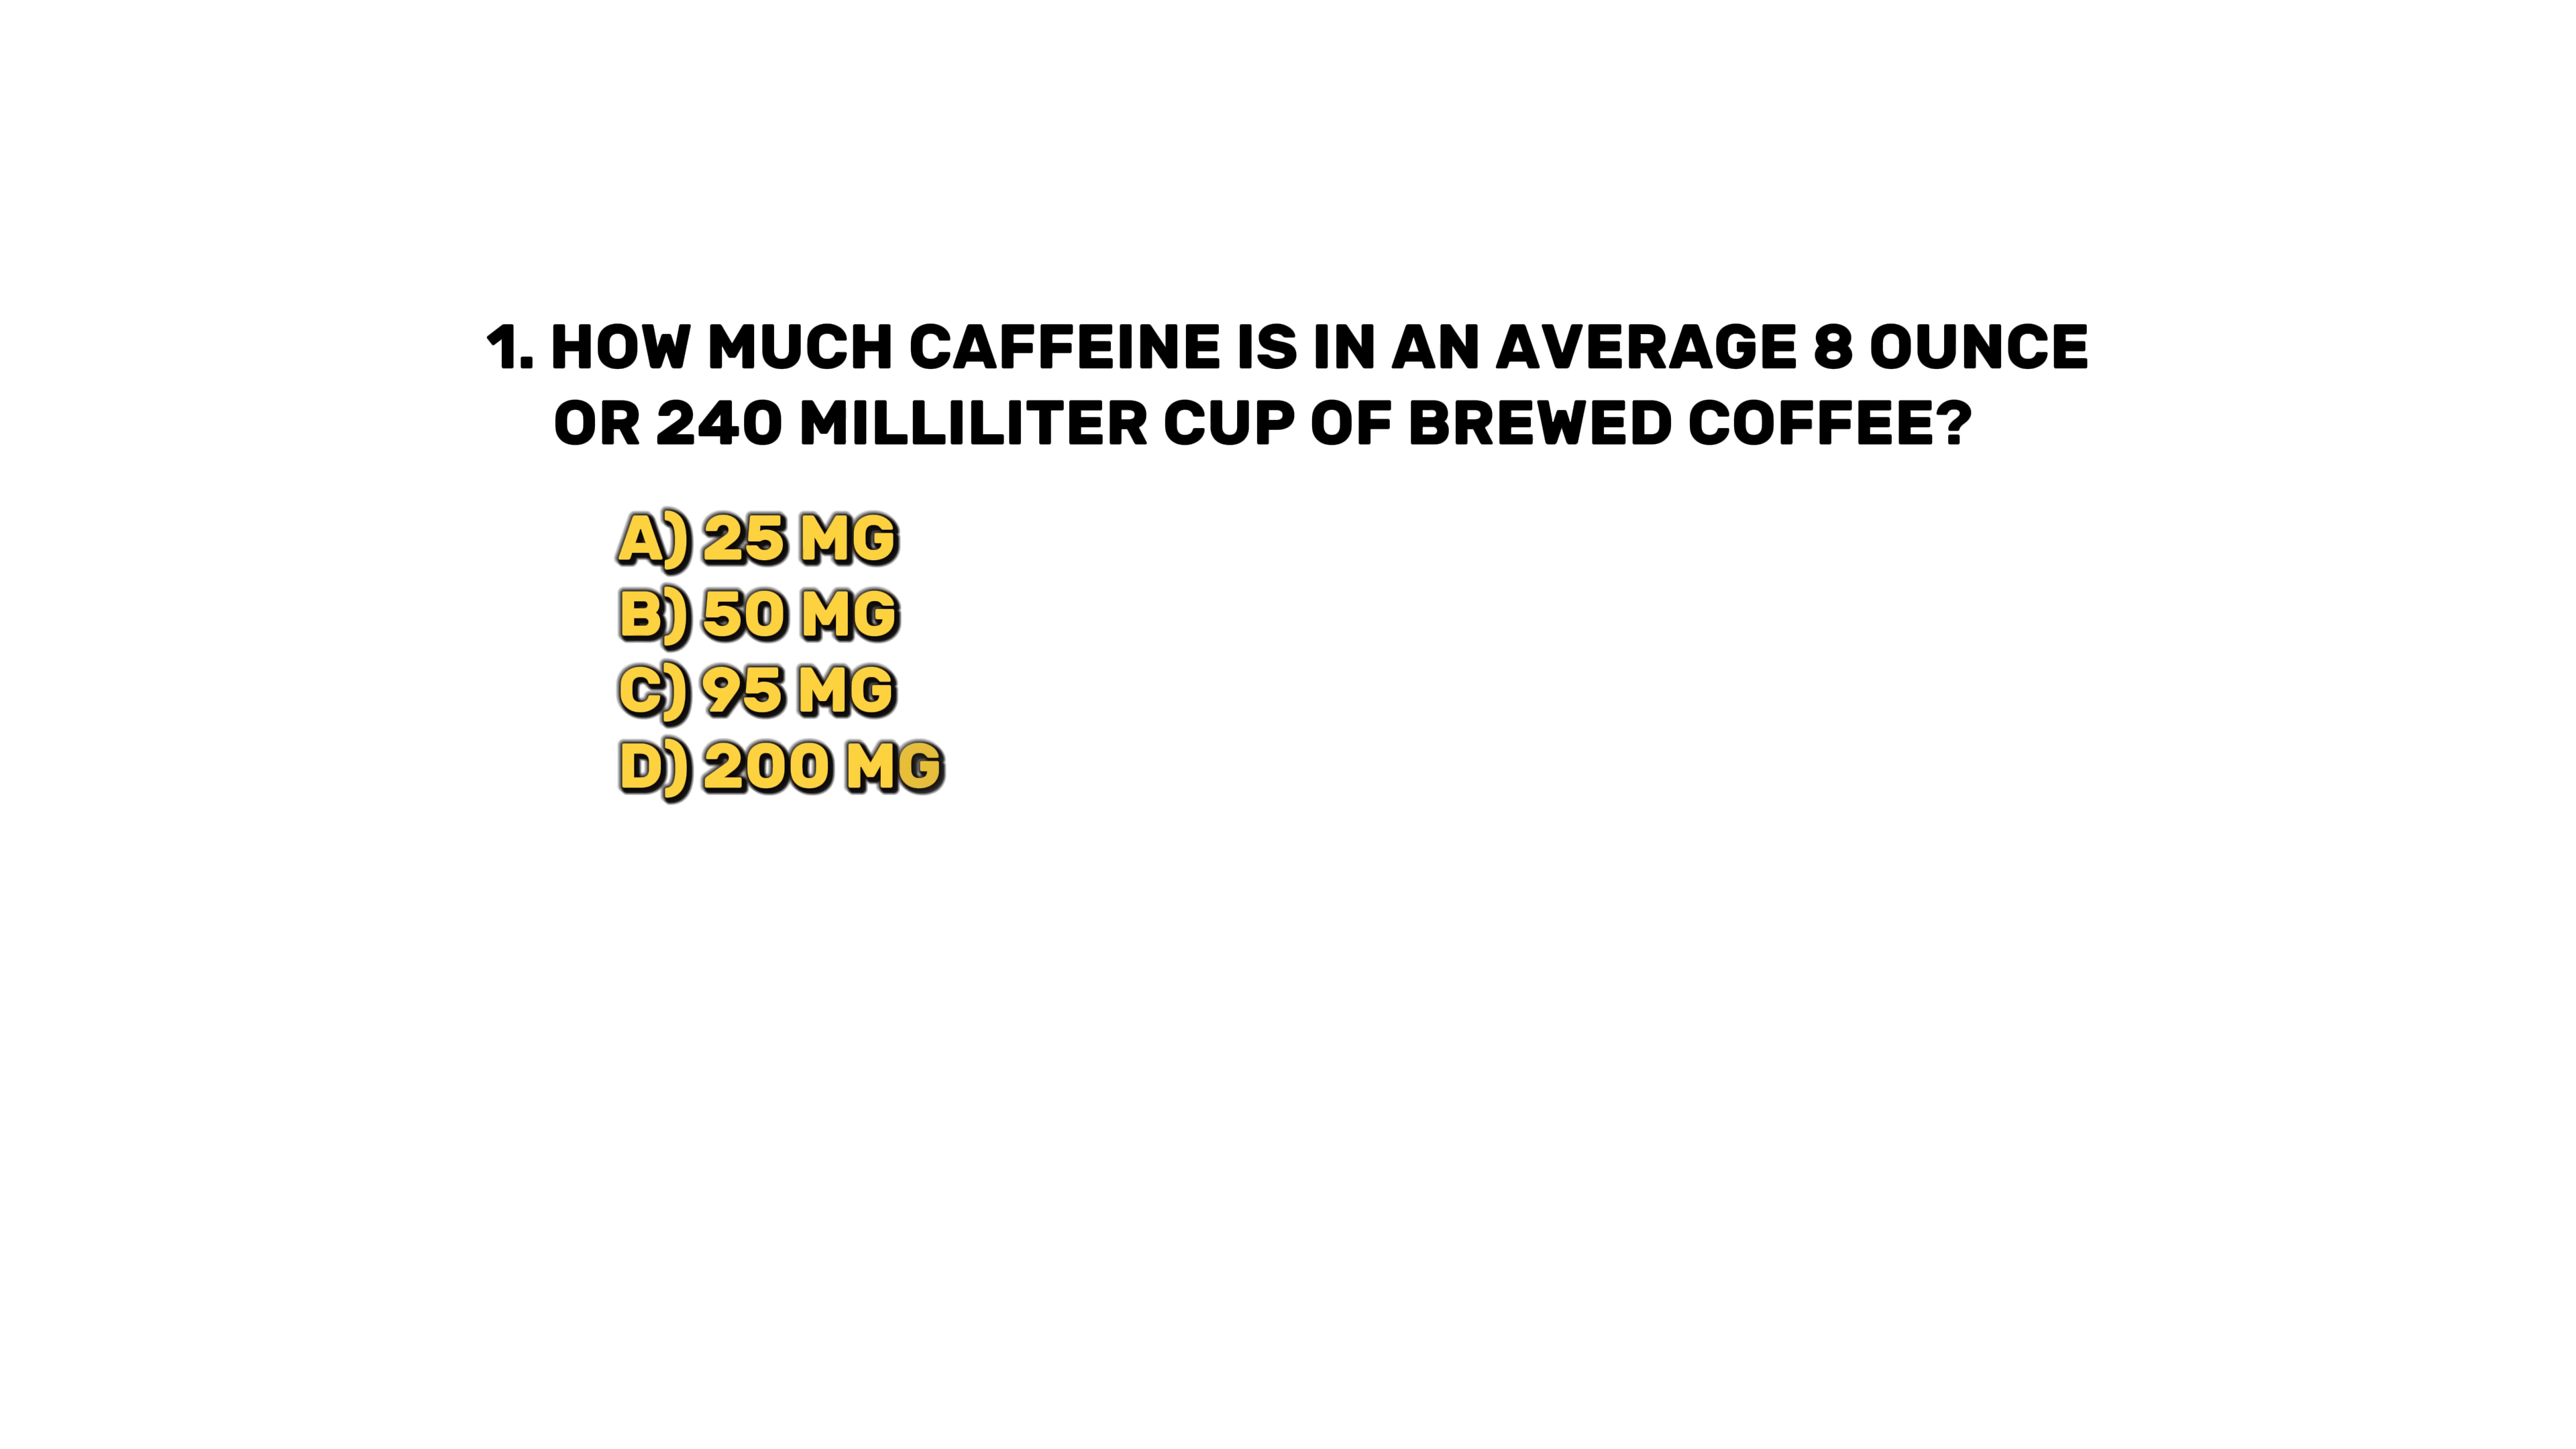 1. HOW MUCH CAFFEINE IS IN AN AVERAGE 8 OUNCE
OR 240 MILLILITER CUP OF BREWED COFFEE?
A) 25 MG
B) 50 MG
C) 95 MG
D) 200 MG